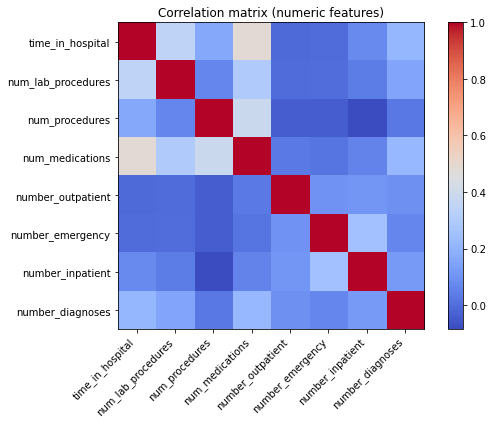 Correlation matrix (numeric features)
time_in_hospital
num_lab_procedures
num_procedures
num_medications
number_outpatient
number_emergency
number_inpatient
number_diagnoses
time_in_hospital
num_lab_procedures
num_procedures
num_medications
number_outpatient
number_emergency
number_inpatient
number_diagnoses
1.0
0.8
0.6
0.4
0.2
0.0